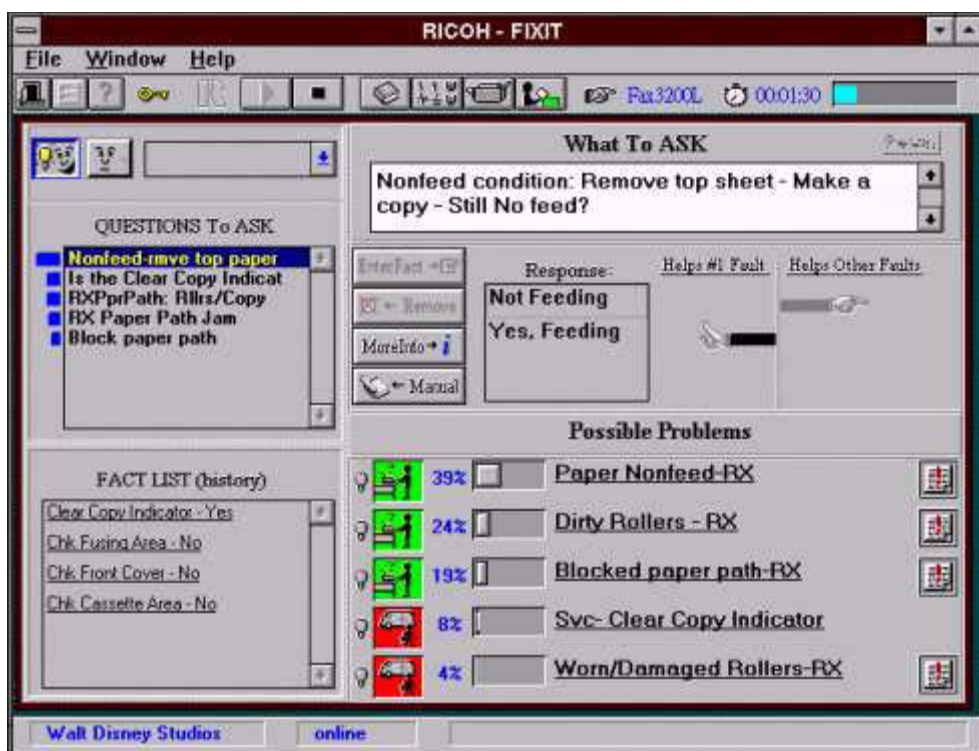 RICOH - FIXIT
File Window Help
Fax3200L 00:01:30
What To ASK
Nonfeed condition: Remove top sheet - Make a
copy - Still No feed?
QUESTIONS To ASK
Nonfeed-rmve top paper
Is the Clear Copy Indicat
RXPprPath: Rllrs/Copy
RX Paper Path Jam
Block paper path
EnterFact
Remove
MoreInfo
Manual
Response:
Not Feeding
Yes, Feeding
Helps #1 Fault
Helps Other Faults
FACT LIST (history)
Clear Copy Indicator - Yes
Chk Fusing Area - No
Chk Front Cover - No
Chk Cassette Area - No
Possible Problems
39% Paper Nonfeed-RX
24% Dirty Rollers - RX
19% Blocked paper path-RX
8% Svc- Clear Copy Indicator
4% Worn/Damaged Rollers-RX
Walt Disney Studios online